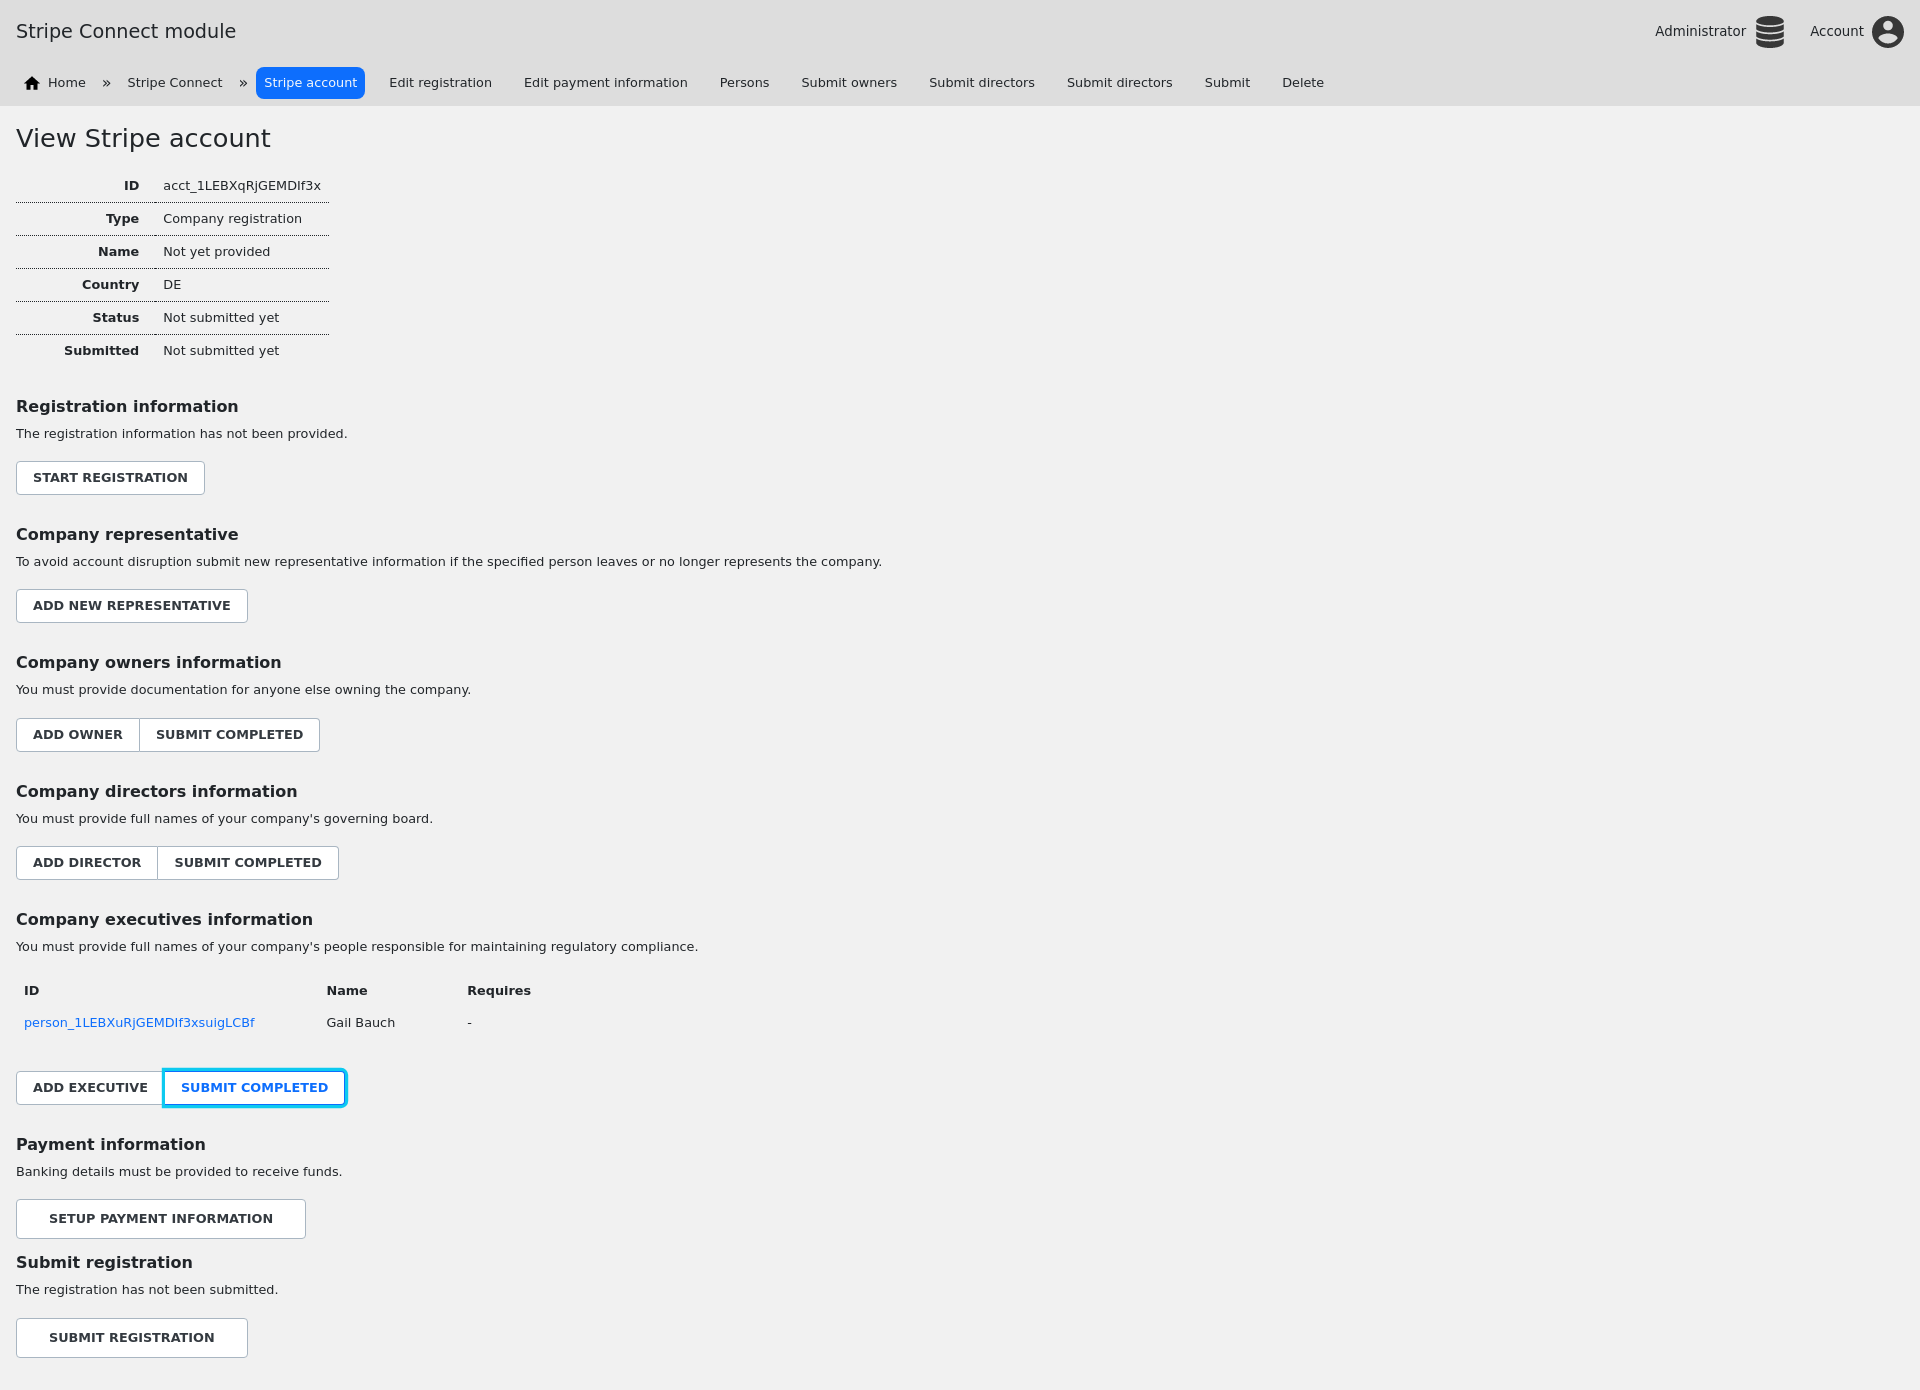 Stripe Connect module
Administrator
Account
Home » Stripe Connect » Stripe account Edit registration Edit payment information Persons Submit owners Submit directors Submit directors Submit Delete
View Stripe account
ID acct_1LEBXqRjGEMDIf3x
Type Company registration
Name Not yet provided
Country DE
Status Not submitted yet
Submitted Not submitted yet
Registration information
The registration information has not been provided.
START REGISTRATION
Company representative
To avoid account disruption submit new representative information if the specified person leaves or no longer represents the company.
ADD NEW REPRESENTATIVE
Company owners information
You must provide documentation for anyone else owning the company.
ADD OWNER SUBMIT COMPLETED
Company directors information
You must provide full names of your company's governing board.
ADD DIRECTOR SUBMIT COMPLETED
Company executives information
You must provide full names of your company's people responsible for maintaining regulatory compliance.
ID Name Requires
person_1LEBXuRjGEMDIf3xsuigLCBf Gail Bauch -
ADD EXECUTIVE SUBMIT COMPLETED
Payment information
Banking details must be provided to receive funds.
SETUP PAYMENT INFORMATION
Submit registration
The registration has not been submitted.
SUBMIT REGISTRATION